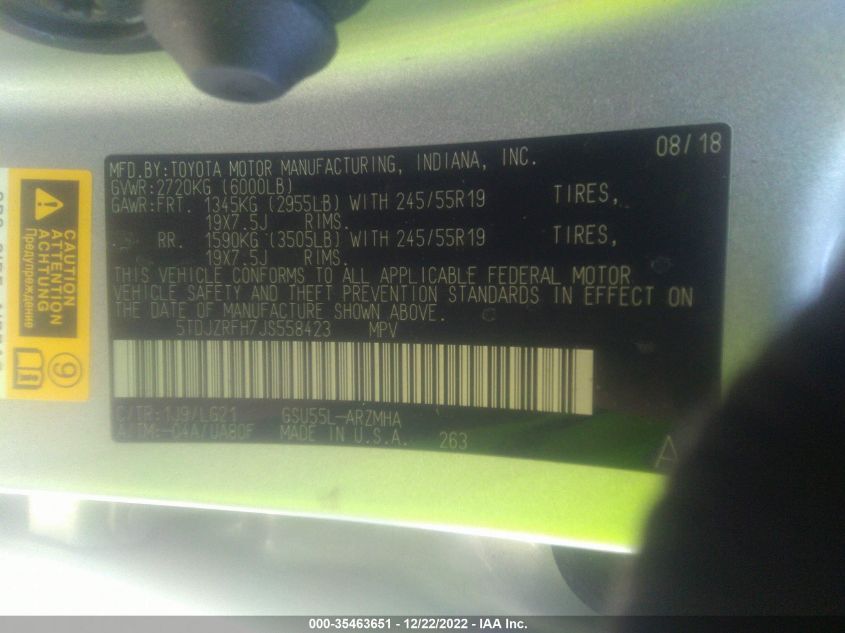 MFD.BY:TOYOTA MOTOR MANUFACTURING, INDIANA, INC. 08/18
GVWR:2720KG (6000LB)
GAWR:FRT. 1345KG (2955LB) WITH 245/55R19 TIRES,
19X7.5J RIMS.
RR. 1590KG (3505LB) WITH 245/55R19 TIRES,
19X7.5J RIMS.
THIS VEHICLE CONFORMS TO ALL APPLICABLE FEDERAL MOTOR
VEHICLE SAFETY AND THEFT PREVENTION STANDARDS IN EFFECT ON
THE DATE OF MANUFACTURE SHOWN ABOVE.
5TDJZRFH7JS558423 MPV
C/TR:1J9/LG21 GSU55L-ARZMHA
A/TM:-04A/UA80F MADE IN U.S.A. 263
A
CAUTION
ATTENTION
ACHTUNG
Предупреждение
9
000-35463651 - 12/22/2022 - IAA Inc.